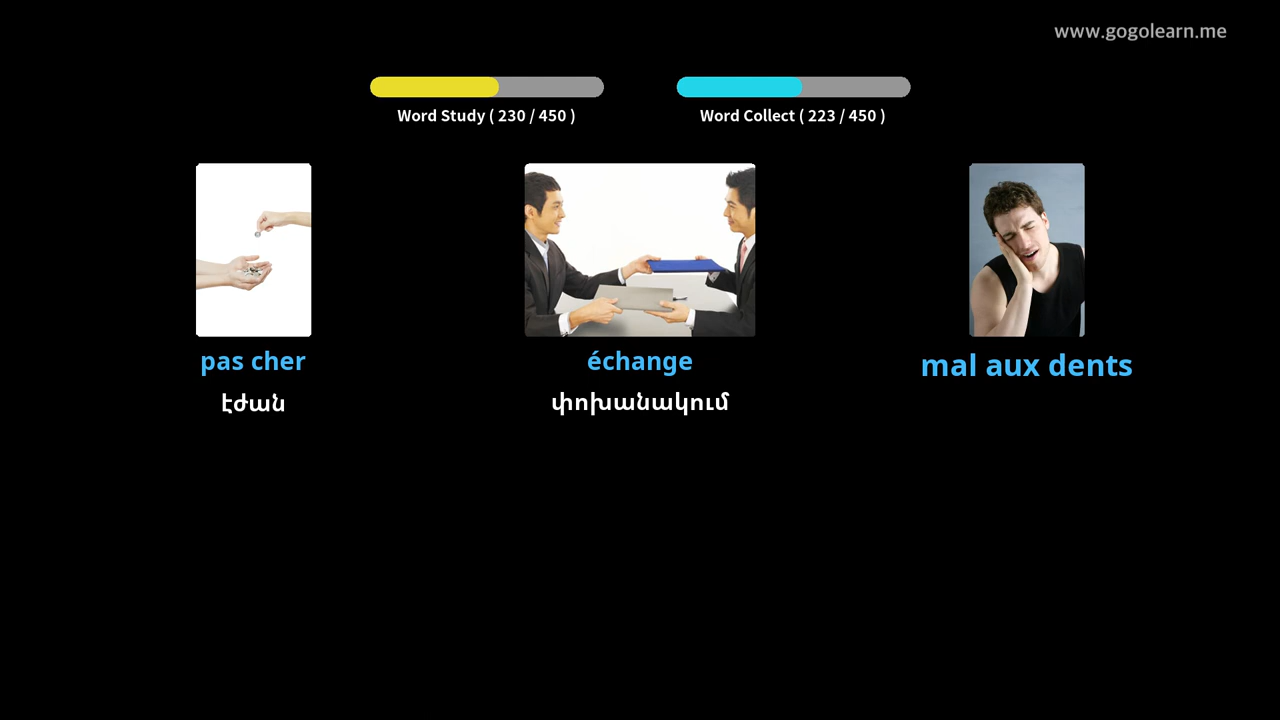 www.gogolearn.me
Word Study ( 230 / 450 )
Word Collect ( 223 / 450 )
pas cher
échange
mal aux dents
էժան
փոխանակում